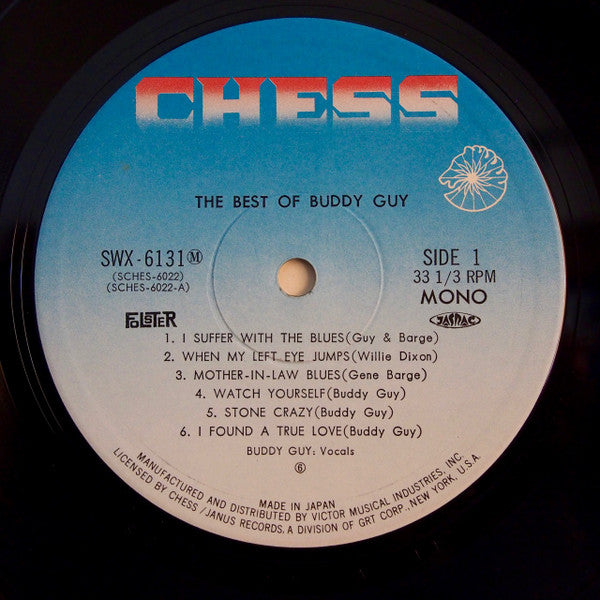 CHESS
THE BEST OF BUDDY GUY
SWX-6131Ⓜ
(SCHES-6022)
(SCHES-6022-A)
SIDE 1
33 1/3 RPM
MONO
FOLSTER
JASRAC
1. I SUFFER WITH THE BLUES(Guy & Barge)
2. WHEN MY LEFT EYE JUMPS(Willie Dixon)
3. MOTHER-IN-LAW BLUES(Gene Barge)
4. WATCH YOURSELF(Buddy Guy)
5. STONE CRAZY(Buddy Guy)
6. I FOUND A TRUE LOVE(Buddy Guy)
BUDDY GUY: Vocals
⑥
MADE IN JAPAN
MANUFACTURED AND DISTRIBUTED BY VICTOR MUSICAL INDUSTRIES, INC.
LICENSED BY CHESS/JANUS RECORDS, A DIVISION OF GRT CORP., NEW YORK, U.S.A.